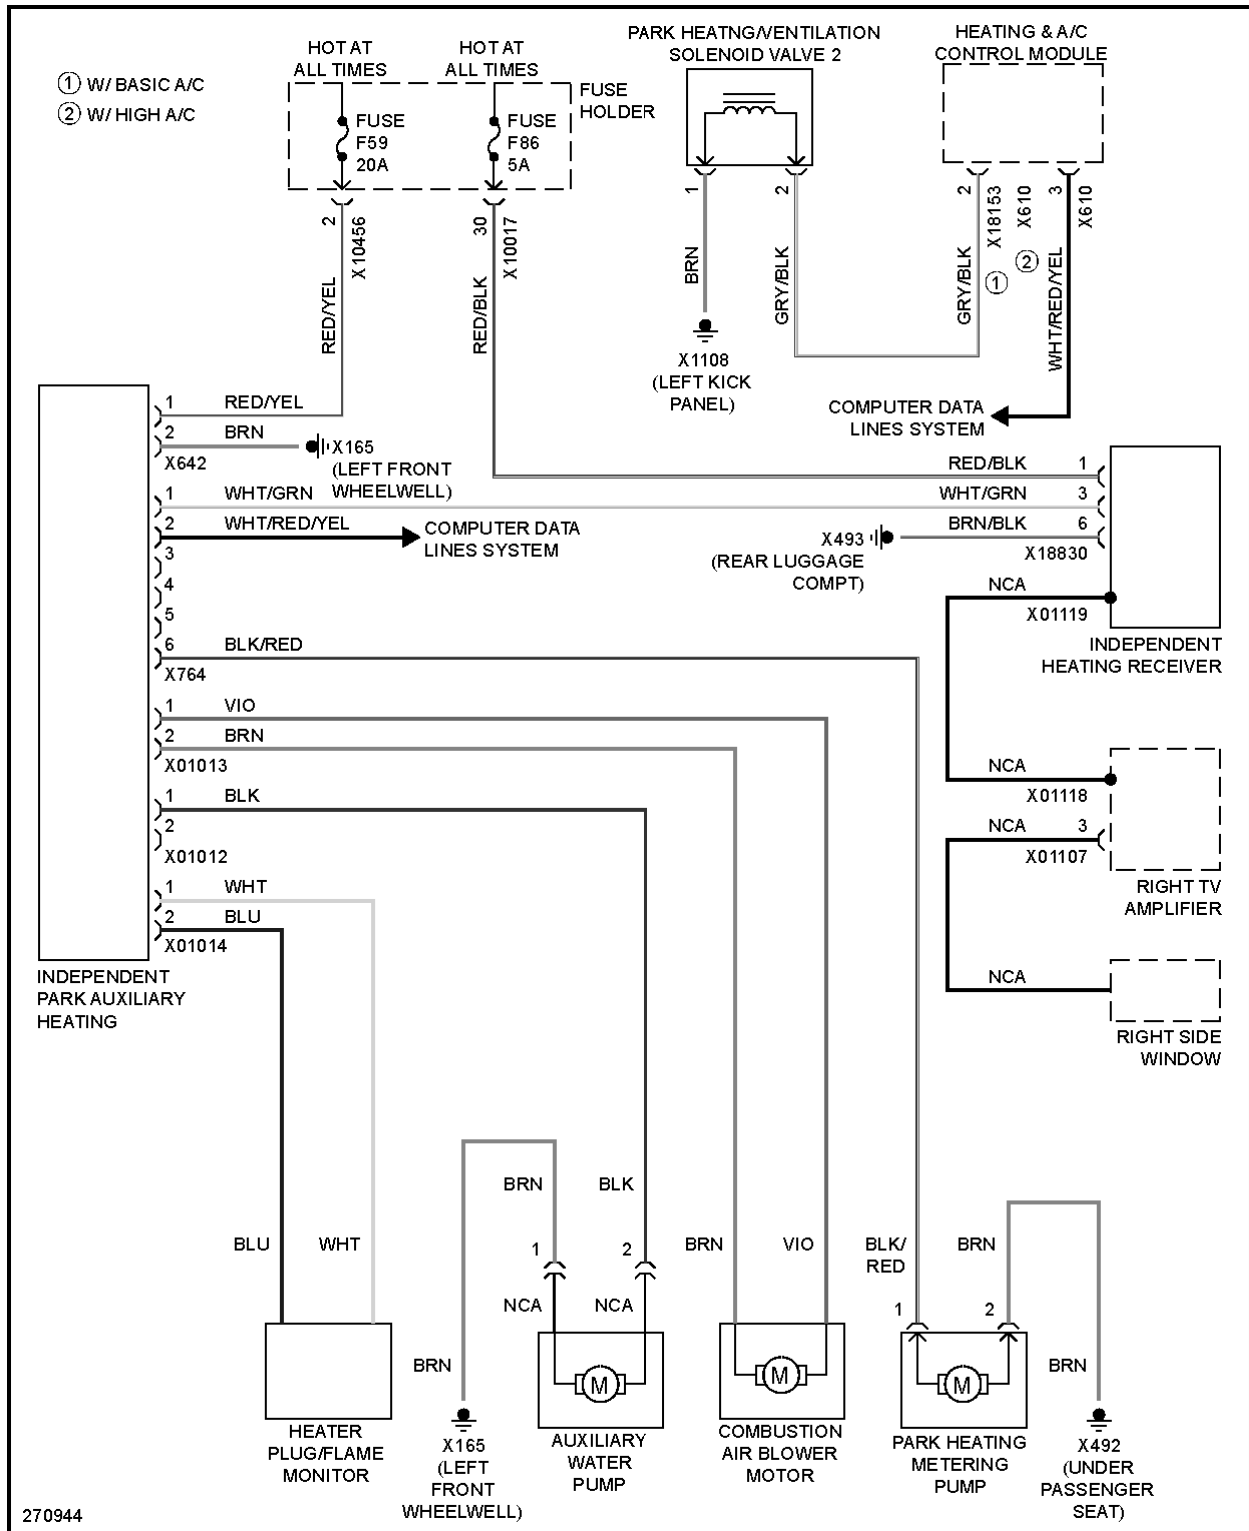 ① W/ BASIC A/C
② W/ HIGH A/C
HOT AT
ALL TIMES
HOT AT
ALL TIMES
FUSE
F59
20A
FUSE
F86
5A
FUSE
HOLDER
PARK HEATNG/VENTILATION
SOLENOID VALVE 2
HEATING & A/C
CONTROL MODULE
2
X10456
30
X10017
1
2
2
X18153
X610
3
X610
①
②
RED/YEL
RED/BLK
BRN
GRY/BLK
GRY/BLK
WHT/RED/YEL
X1108
(LEFT KICK
PANEL)
COMPUTER DATA
LINES SYSTEM
1 RED/YEL
2 BRN
X642
X165
(LEFT FRONT
WHEELWELL)
1 WHT/GRN
2 WHT/RED/YEL
COMPUTER DATA
LINES SYSTEM
3
4
5
6 BLK/RED
X764
1 VIO
2 BRN
X01013
1 BLK
2
X01012
1 WHT
2 BLU
X01014
INDEPENDENT
PARK AUXILIARY
HEATING
RED/BLK 1
WHT/GRN 3
BRN/BLK 6
X18830
X493
(REAR LUGGAGE
COMPT)
NCA
X01119
INDEPENDENT
HEATING RECEIVER
NCA
X01118
NCA 3
X01107
RIGHT TV
AMPLIFIER
NCA
RIGHT SIDE
WINDOW
BLU
WHT
BRN
BLK
1
2
NCA
NCA
BRN
VIO
BLK/
RED
BRN
1
2
BRN
BRN
M
M
M
HEATER
PLUG/FLAME
MONITOR
X165
(LEFT
FRONT
WHEELWELL)
AUXILIARY
WATER
PUMP
COMBUSTION
AIR BLOWER
MOTOR
PARK HEATING
METERING
PUMP
X492
(UNDER
PASSENGER
SEAT)
270944